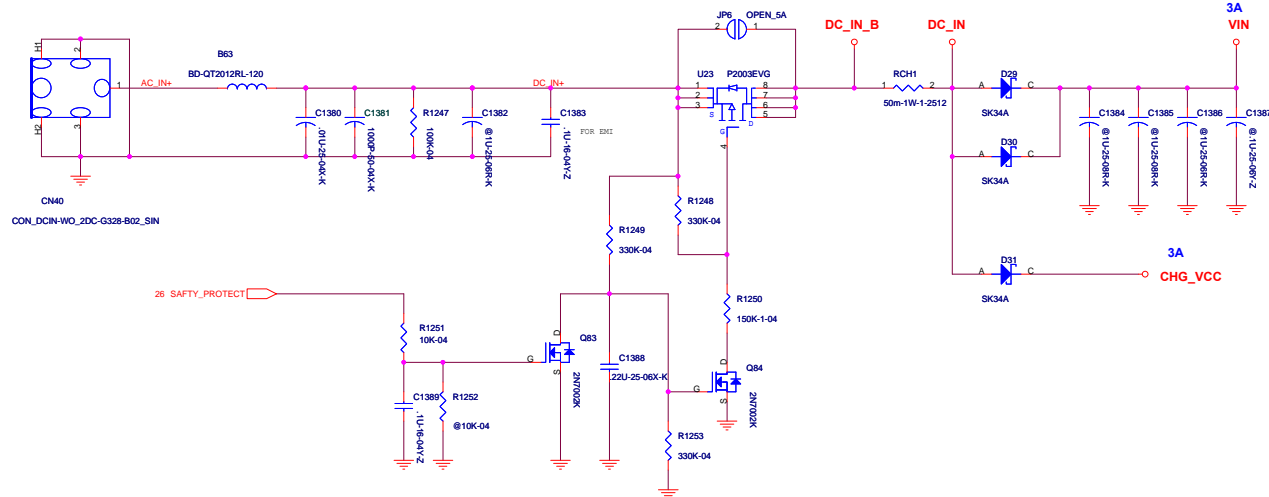 JP6 OPEN_5A
2 1
3A
DC_IN_B DC_IN VIN
H1 2
B63
BD-QT2012RL-120
1 AC_IN+ DC_IN+
U23 P2003EVG
1 8
2 7
3 6
5
S D
G
4
RCH1
1 2
50m-1W-1-2512
D29
A C
SK34A
C1380
.01U-25-04X-K
C1381
1000P-50-04X-K
R1247
100K-04
C1382
@1U-25-06R-K
C1383
.1U-16-04Y-Z
FOR EMI
C1384
@1U-25-08R-K
C1385
@1U-25-08R-K
C1386
@1U-25-06R-K
C1387
@.1U-25-06Y-Z
H2 3
D30
A C
SK34A
CN40
CON_DCIN-WO_2DC-G328-B02_SIN
R1248
330K-04
R1249
330K-04
3A
D31
A C
CHG_VCC
SK34A
26 SAFTY_PROTECT
R1250
150K-1-04
R1251
10K-04
D
Q83
G
S
2N7002K
C1388
.22U-25-06X-K
D
Q84
G
S
2N7002K
C1389
.1U-16-04Y-Z
R1252
@10K-04
R1253
330K-04